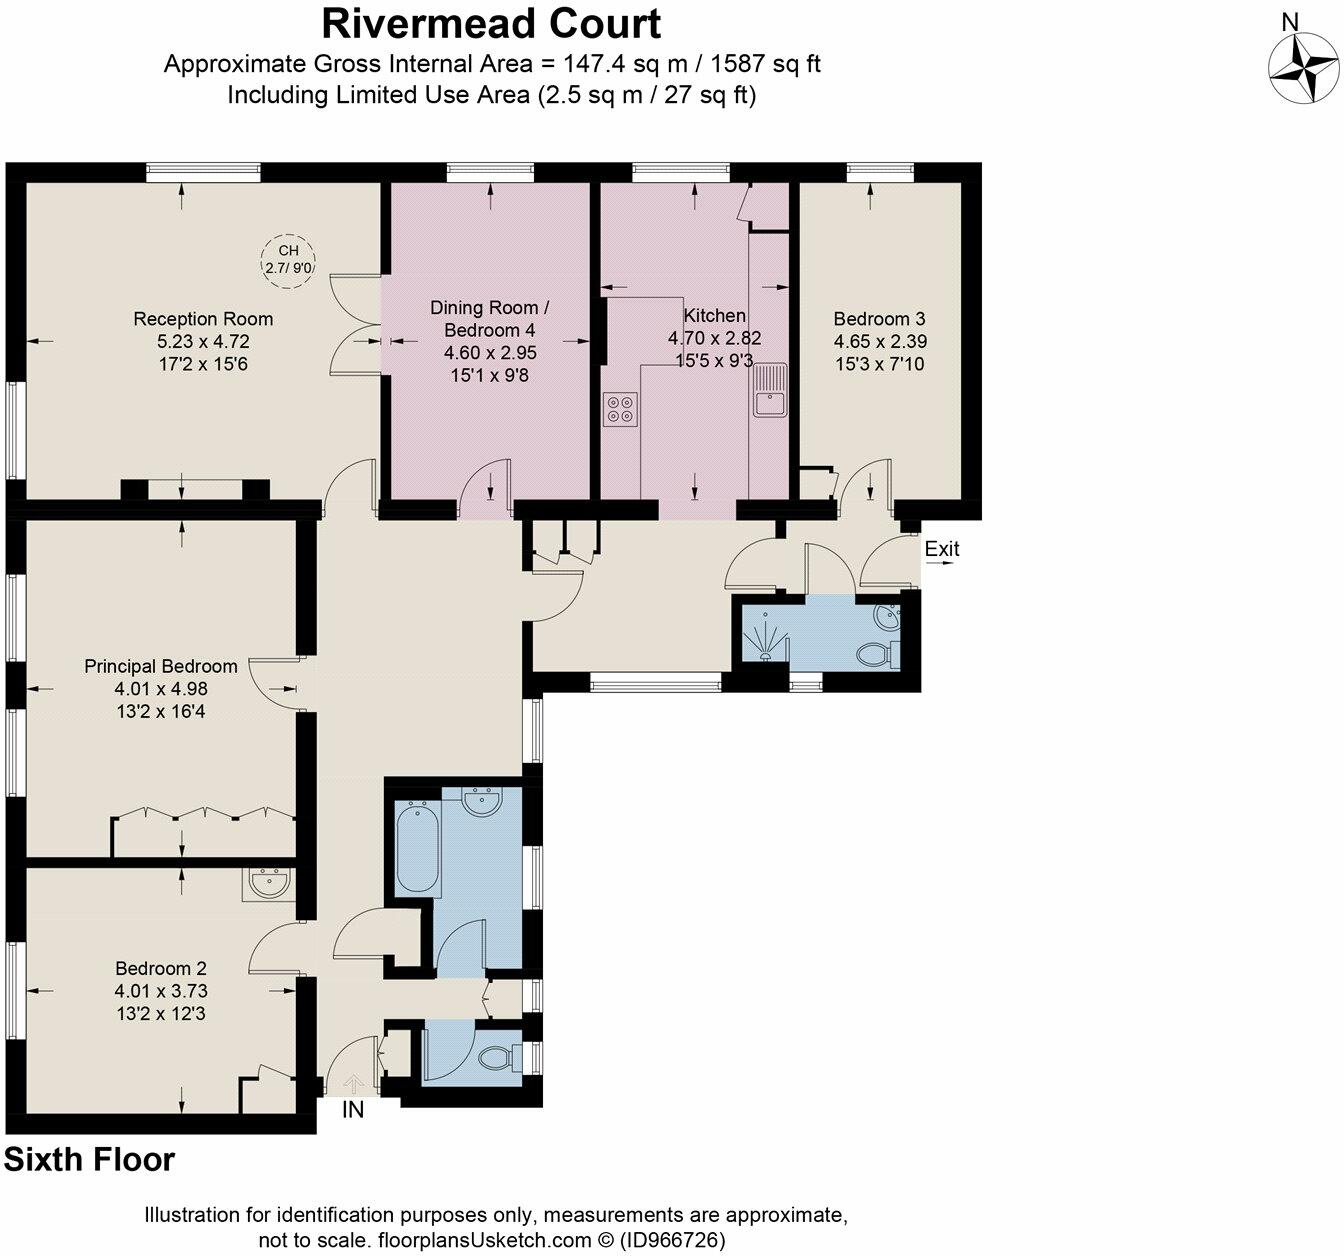 Rivermead Court
Approximate Gross Internal Area = 147.4 sq m / 1587 sq ft
Including Limited Use Area (2.5 sq m / 27 sq ft)
N
CH
2.7/ 9'0
Reception Room
5.23 x 4.72
17'2 x 15'6
Dining Room /
Bedroom 4
4.60 x 2.95
15'1 x 9'8
Kitchen
4.70 x 2.82
15'5 x 9'3
Bedroom 3
4.65 x 2.39
15'3 x 7'10
Exit
Principal Bedroom
4.01 x 4.98
13'2 x 16'4
Bedroom 2
4.01 x 3.73
13'2 x 12'3
IN
Sixth Floor
Illustration for identification purposes only, measurements are approximate,
not to scale. floorplansUsketch.com © (ID966726)